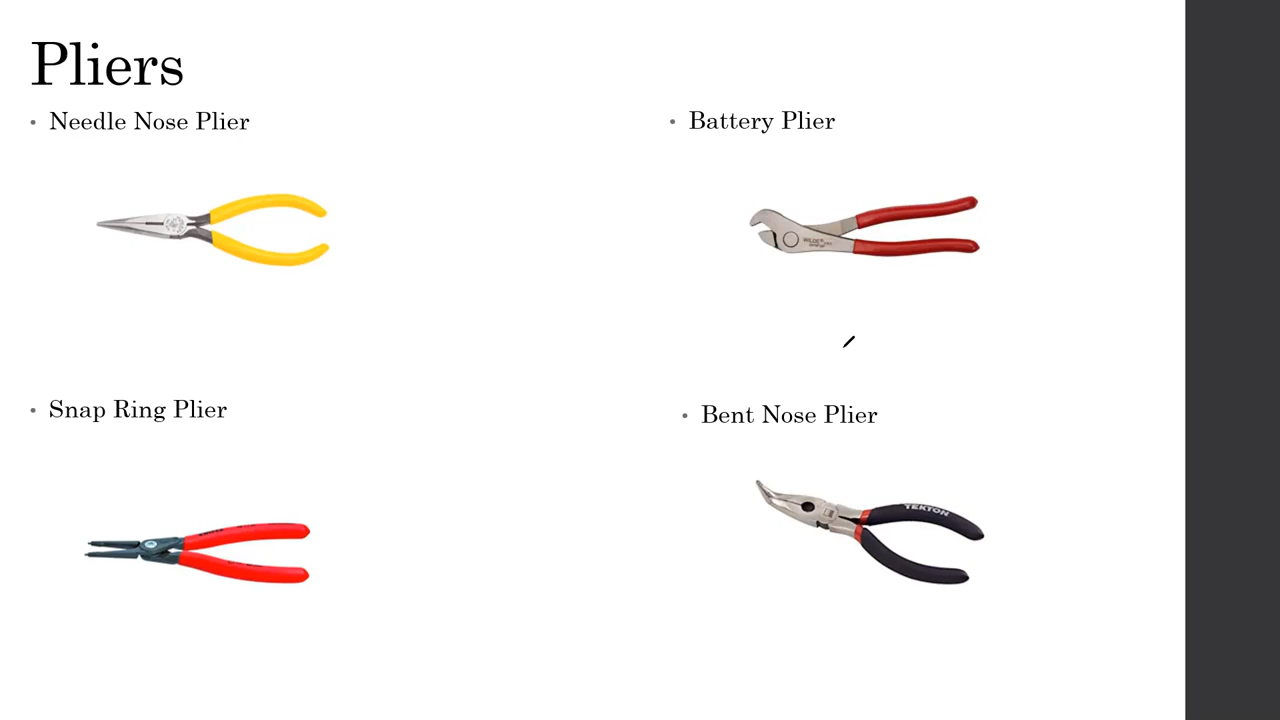 Pliers
• Needle Nose Plier
• Battery Plier
• Snap Ring Plier
• Bent Nose Plier
TEKTON